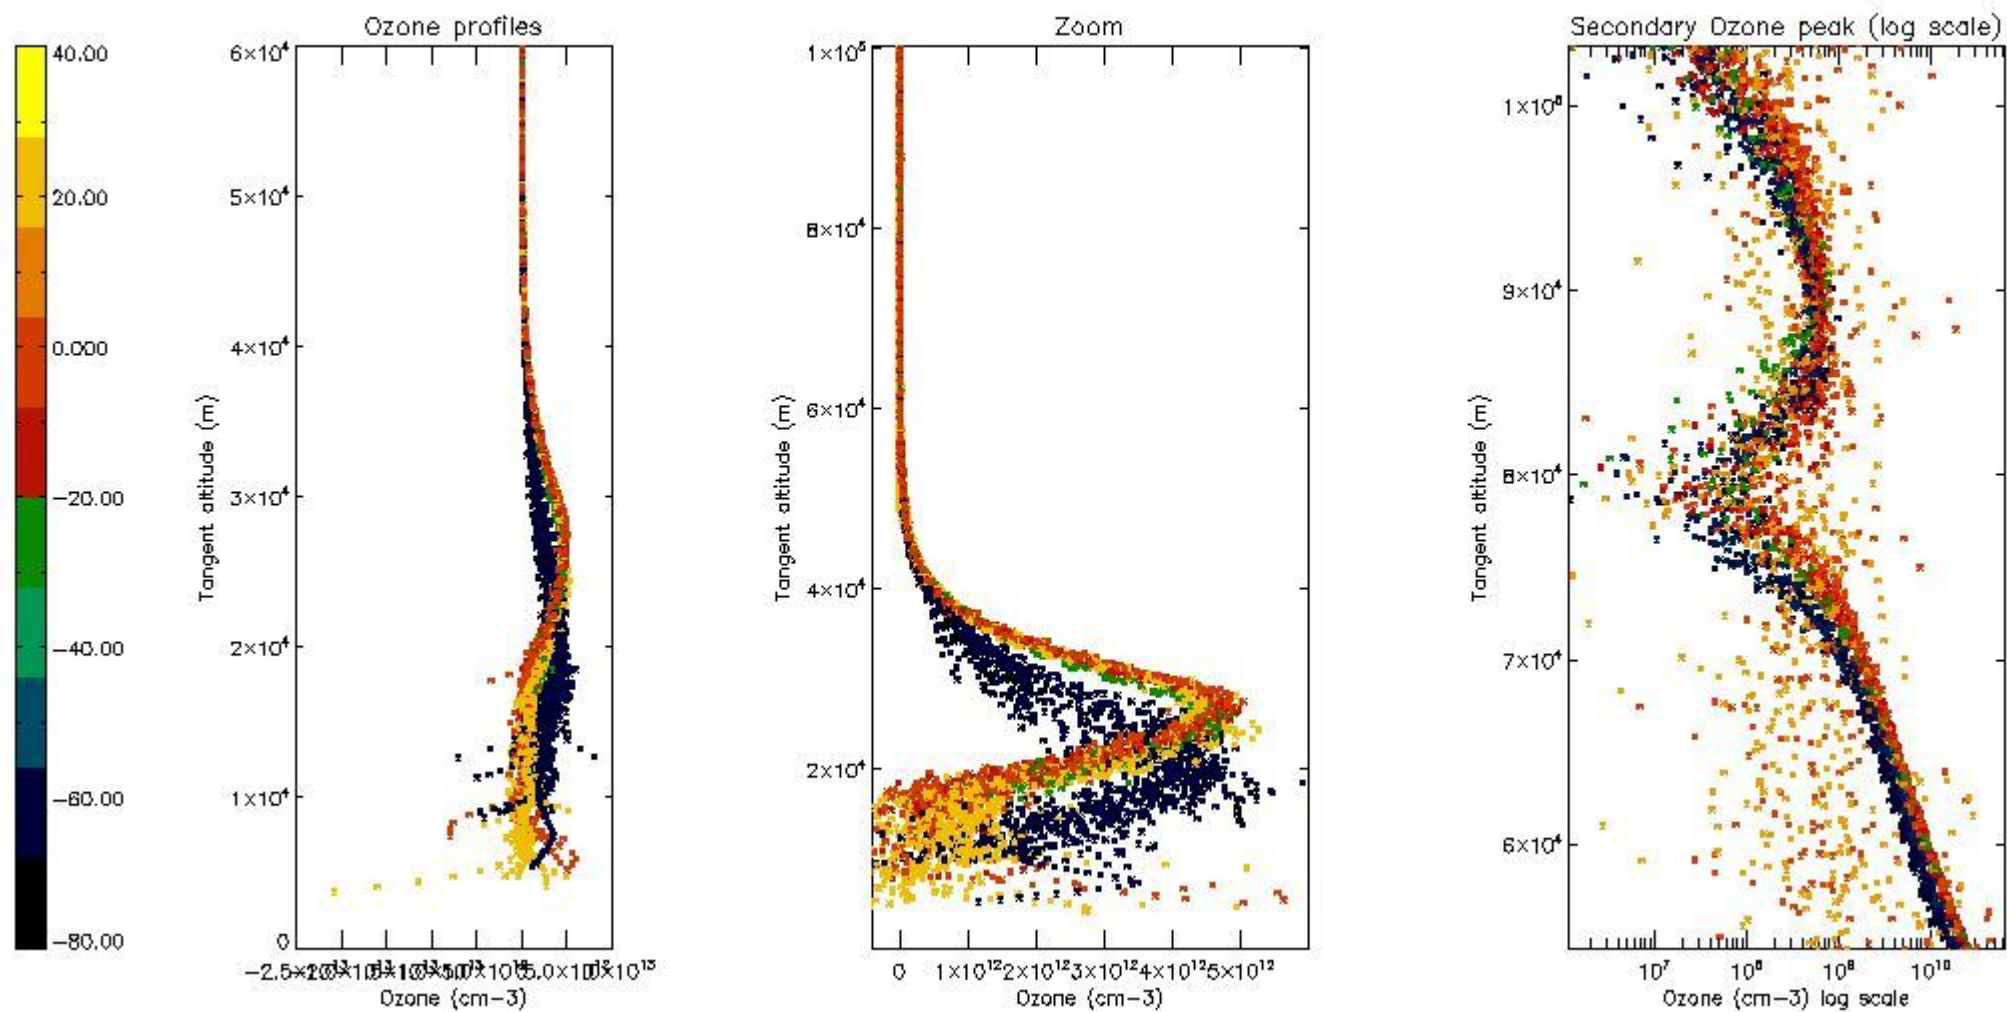 Ozone profiles
Zoom
Secondary Ozone peak (log scale)
40.00
20.00
0.000
−20.00
−40.00
−60.00
−80.00
6×10⁴
5×10⁴
4×10⁴
3×10⁴
2×10⁴
1×10⁴
0
Tangent altitude (m)
Ozone (cm−3)
1×10⁵
8×10⁴
6×10⁴
4×10⁴
2×10⁴
Tangent altitude (m)
0 1×10¹² 2×10¹² 3×10¹² 4×10¹² 5×10¹²
Ozone (cm−3)
9×10⁴
8×10⁴
7×10⁴
6×10⁴
Tangent altitude (m)
10⁷ 10⁸ 10⁹ 10¹⁰
Ozone (cm−3) log scale